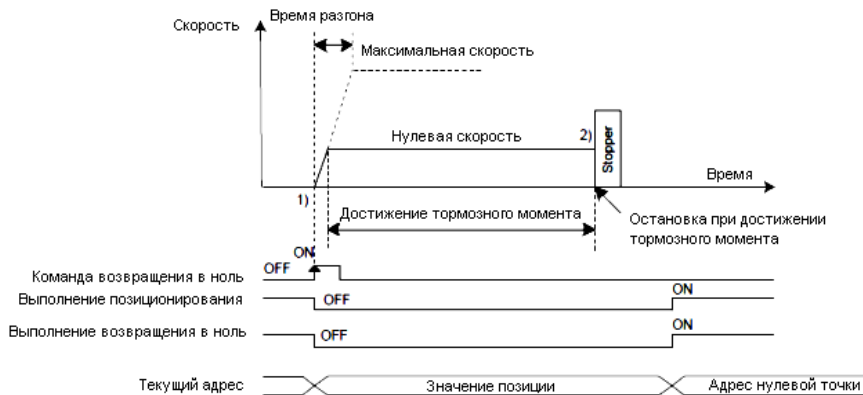 Время разгона
Скорость
Максимальная скорость
Нулевая скорость
2)
Stopper
Время
1)
Достижение тормозного момента
Остановка при достижении
тормозного момента
ON
OFF
Команда возвращения в ноль
Выполнение позиционирования
OFF
ON
Выполнение возвращения в ноль
OFF
ON
Текущий адрес
Значение позиции
Адрес нулевой точки